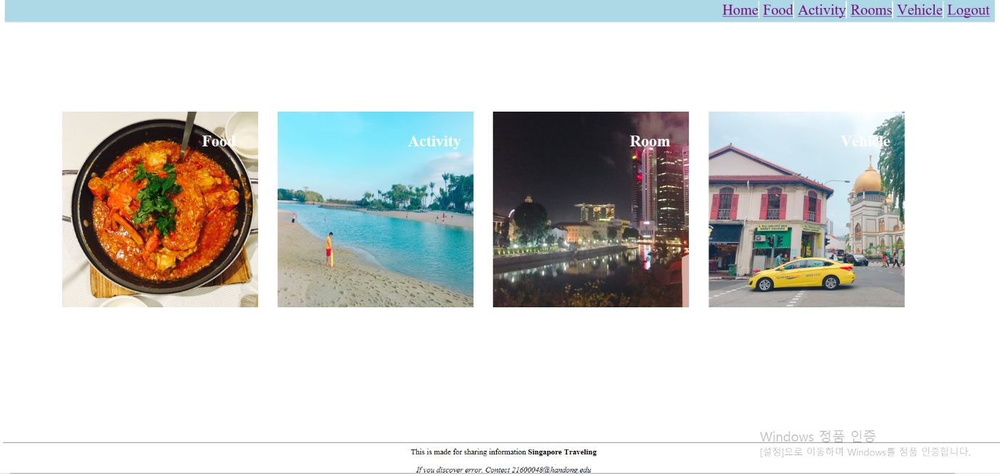 Home Food Activity Rooms Vehicle Logout
Food
Activity
Room
Vehicle
This is made for sharing information Singapore Traveling
If you discover error, Contect 21600048@handong.edu
Windows 정품 인증
[설정]으로 이동하여 Windows를 정품 인증합니다.